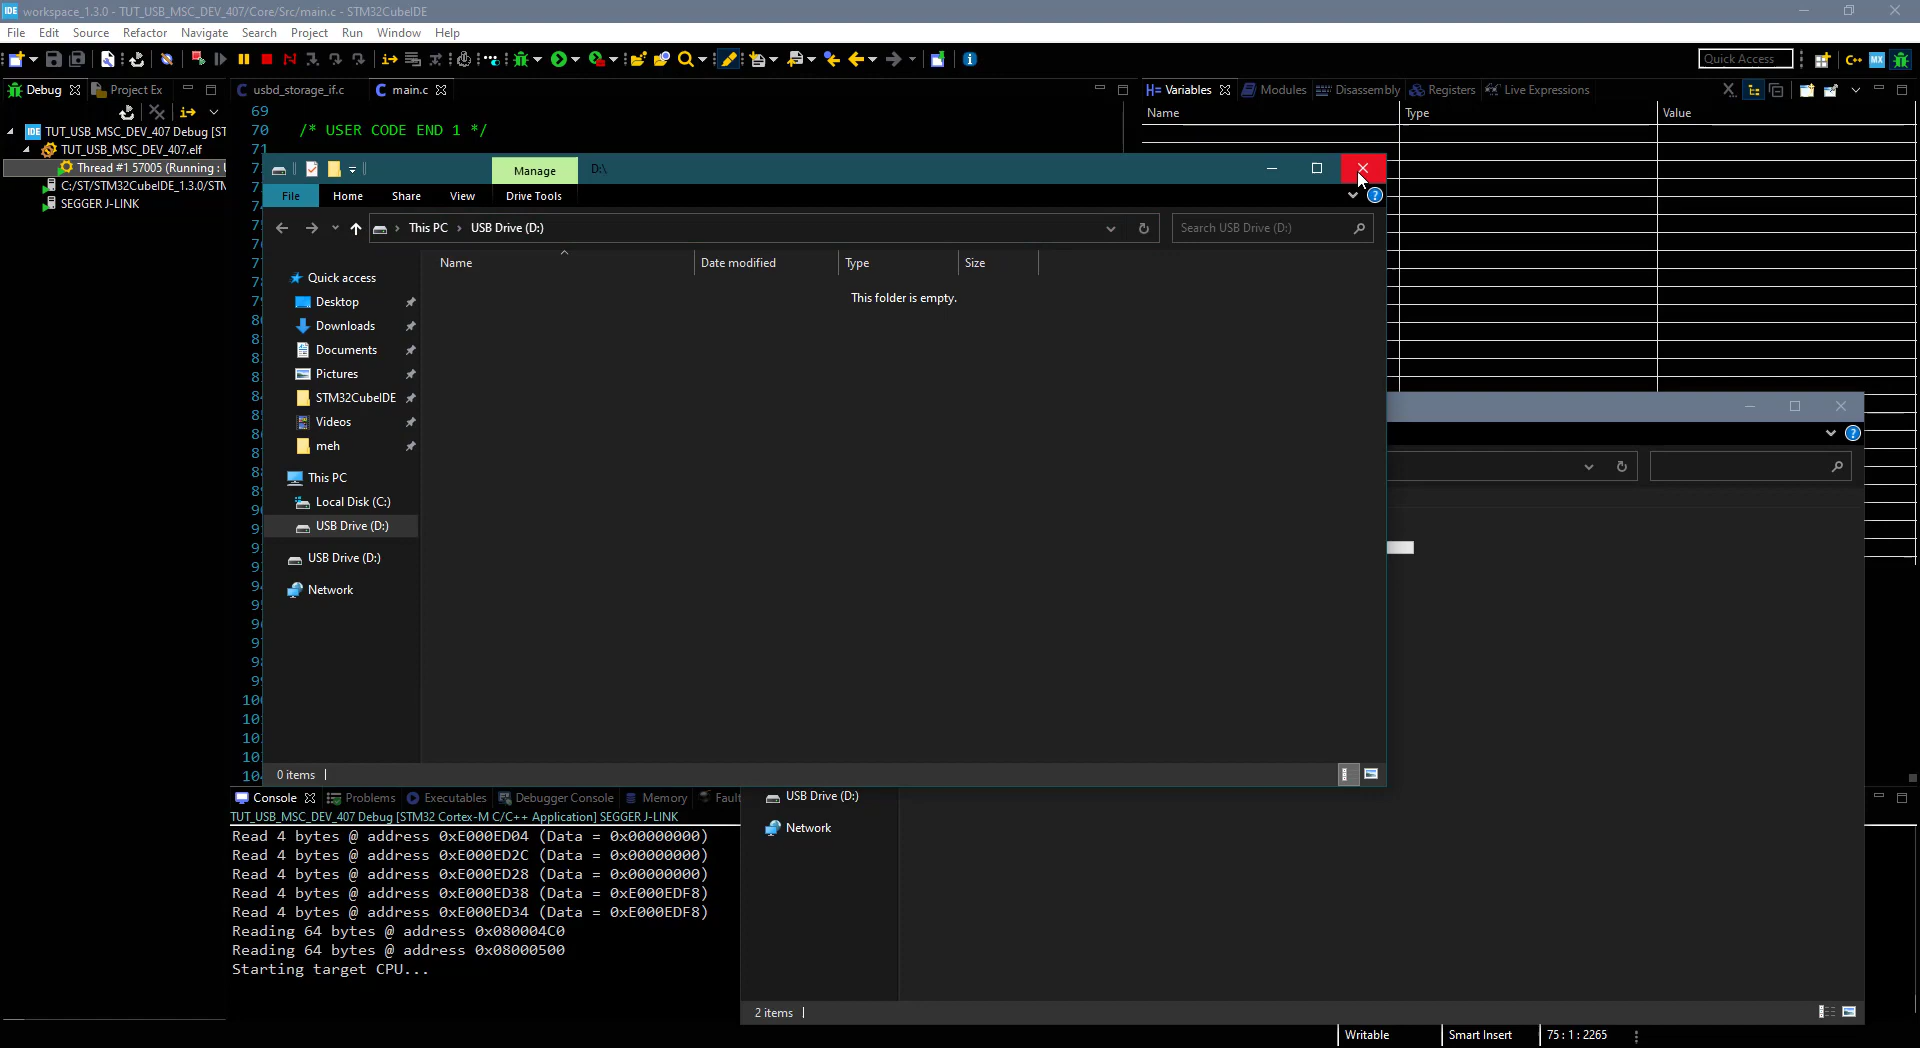 IDE workspace_1.3.0 - TUT_USB_MSC_DEV_407/Core/Src/main.c - STM32CubeIDE
File Edit Source Refactor Navigate Search Project Run Window Help
Quick Access
Debug Project Ex
usbd_storage_if.c main.c
Variables Modules Disassembly Registers Live Expressions
Name Type Value
TUT_USB_MSC_DEV_407 Debug [ST
TUT_USB_MSC_DEV_407.elf
Thread #1 57005 (Running :
C:/ST/STM32CubeIDE_1.3.0/STM
SEGGER J-LINK
69
70 /* USER CODE END 1 */
71
Manage D:\
File Home Share View Drive Tools
This PC USB Drive (D:)
Search USB Drive (D:)
Name Date modified Type Size
This folder is empty.
Quick access
Desktop
Downloads
Documents
Pictures
STM32CubeIDE
Videos
meh
This PC
Local Disk (C:)
USB Drive (D:)
USB Drive (D:)
Network
0 items
USB Drive (D:)
Network
2 items
Console Problems Executables Debugger Console Memory Fault
TUT_USB_MSC_DEV_407 Debug [STM32 Cortex-M C/C++ Application] SEGGER J-LINK
Read 4 bytes @ address 0xE000ED04 (Data = 0x00000000)
Read 4 bytes @ address 0xE000ED2C (Data = 0x00000000)
Read 4 bytes @ address 0xE000ED28 (Data = 0x00000000)
Read 4 bytes @ address 0xE000ED38 (Data = 0xE000EDF8)
Read 4 bytes @ address 0xE000ED34 (Data = 0xE000EDF8)
Reading 64 bytes @ address 0x080004C0
Reading 64 bytes @ address 0x08000500
Starting target CPU...
Writable Smart Insert 75 : 1 : 2265